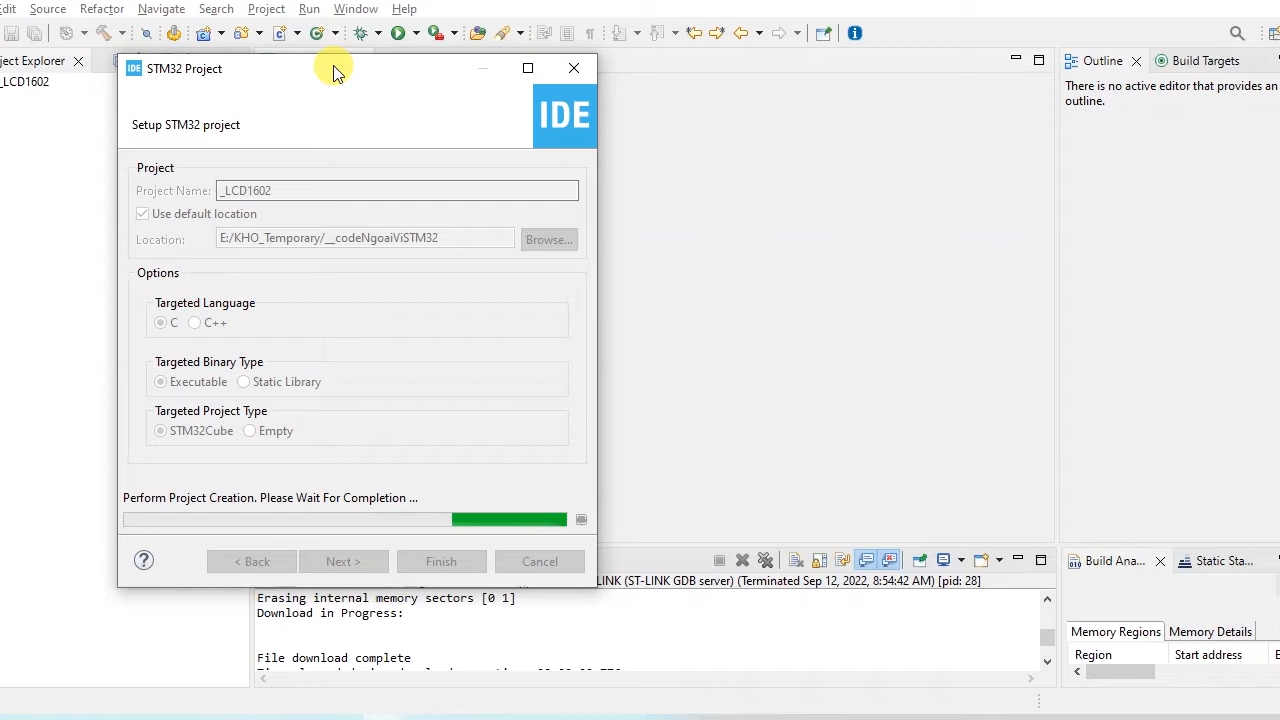 dit Source Refactor Navigate Search Project Run Window Help
ject Explorer
_LCD1602
IDE STM32 Project
Setup STM32 project
IDE
Project
Project Name: _LCD1602
Use default location
Location: E:/KHO_Temporary/__codeNgoaiViSTM32 Browse...
Options
Targeted Language
C C++
Targeted Binary Type
Executable Static Library
Targeted Project Type
STM32Cube Empty
Perform Project Creation. Please Wait For Completion ...
? < Back Next > Finish Cancel
Outline Build Targets
There is no active editor that provides an
outline.
LINK (ST-LINK GDB server) (Terminated Sep 12, 2022, 8:54:42 AM) [pid: 28]
Erasing internal memory sectors [0 1]
Download in Progress:
File download complete
Build Ana... Static Sta...
Memory Regions Memory Details
Region Start address